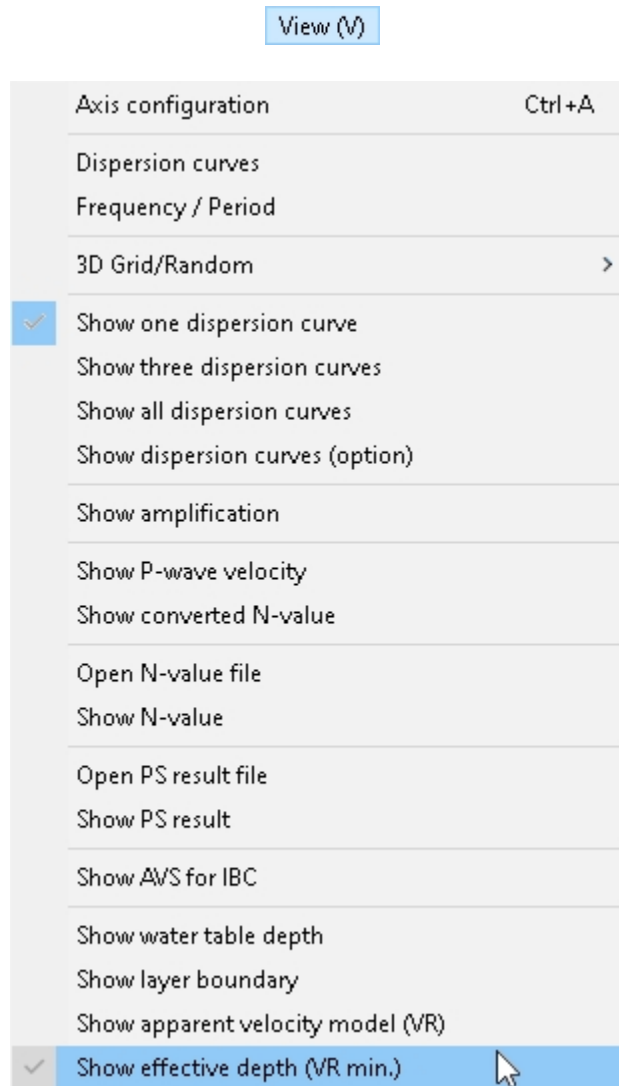 View (V)
Axis configuration Ctrl+A
Dispersion curves
Frequency / Period
3D Grid/Random
Show one dispersion curve
Show three dispersion curves
Show all dispersion curves
Show dispersion curves (option)
Show amplification
Show P-wave velocity
Show converted N-value
Open N-value file
Show N-value
Open PS result file
Show PS result
Show AVS for IBC
Show water table depth
Show layer boundary
Show apparent velocity model (VR)
Show effective depth (VR min.)